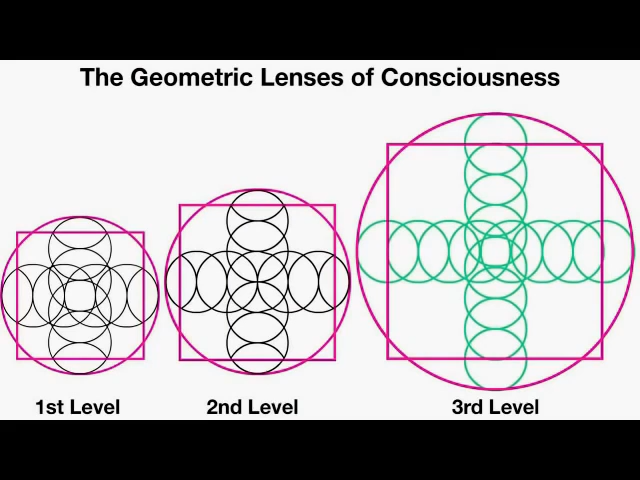 The Geometric Lenses of Consciousness
1st Level
2nd Level
3rd Level